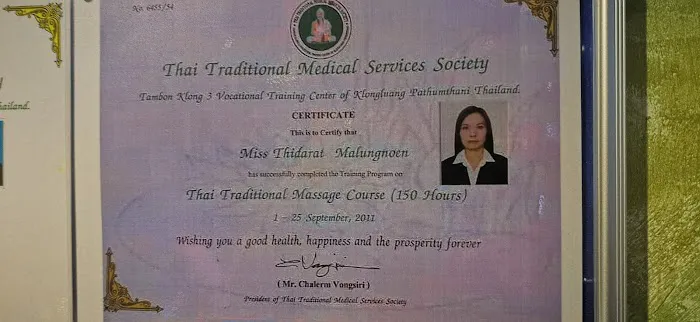 No. 6455/54
Thai Traditional Medical Services Society
Tambon Klong 3 Vocational Training Center of Klongluang Pathumthani Thailand.
CERTIFICATE
This is to Certify that
Miss Thidarat Malungnoen
has successfully completed the Training Program on
Thai Traditional Massage Course (150 Hours)
1 - 25 September, 2011
Wishing you a good health, happiness and the prosperity forever
( Mr. Chalerm Vongsiri )
President of Thai Traditional Medical Services Society
hailand.